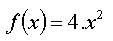 f(x) = 4.x²